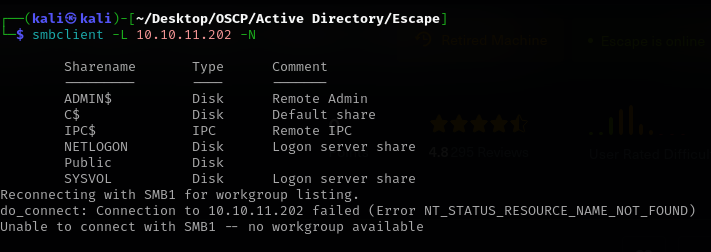 ┌──(kali㉿kali)-[~/Desktop/OSCP/Active Directory/Escape]
└─$ smbclient -L 10.10.11.202 -N
Sharename Type Comment
--------- ---- -------
ADMIN$ Disk Remote Admin
C$ Disk Default share
IPC$ IPC Remote IPC
NETLOGON Disk Logon server share
Public Disk
SYSVOL Disk Logon server share
Reconnecting with SMB1 for workgroup listing.
do_connect: Connection to 10.10.11.202 failed (Error NT_STATUS_RESOURCE_NAME_NOT_FOUND)
Unable to connect with SMB1 -- no workgroup available